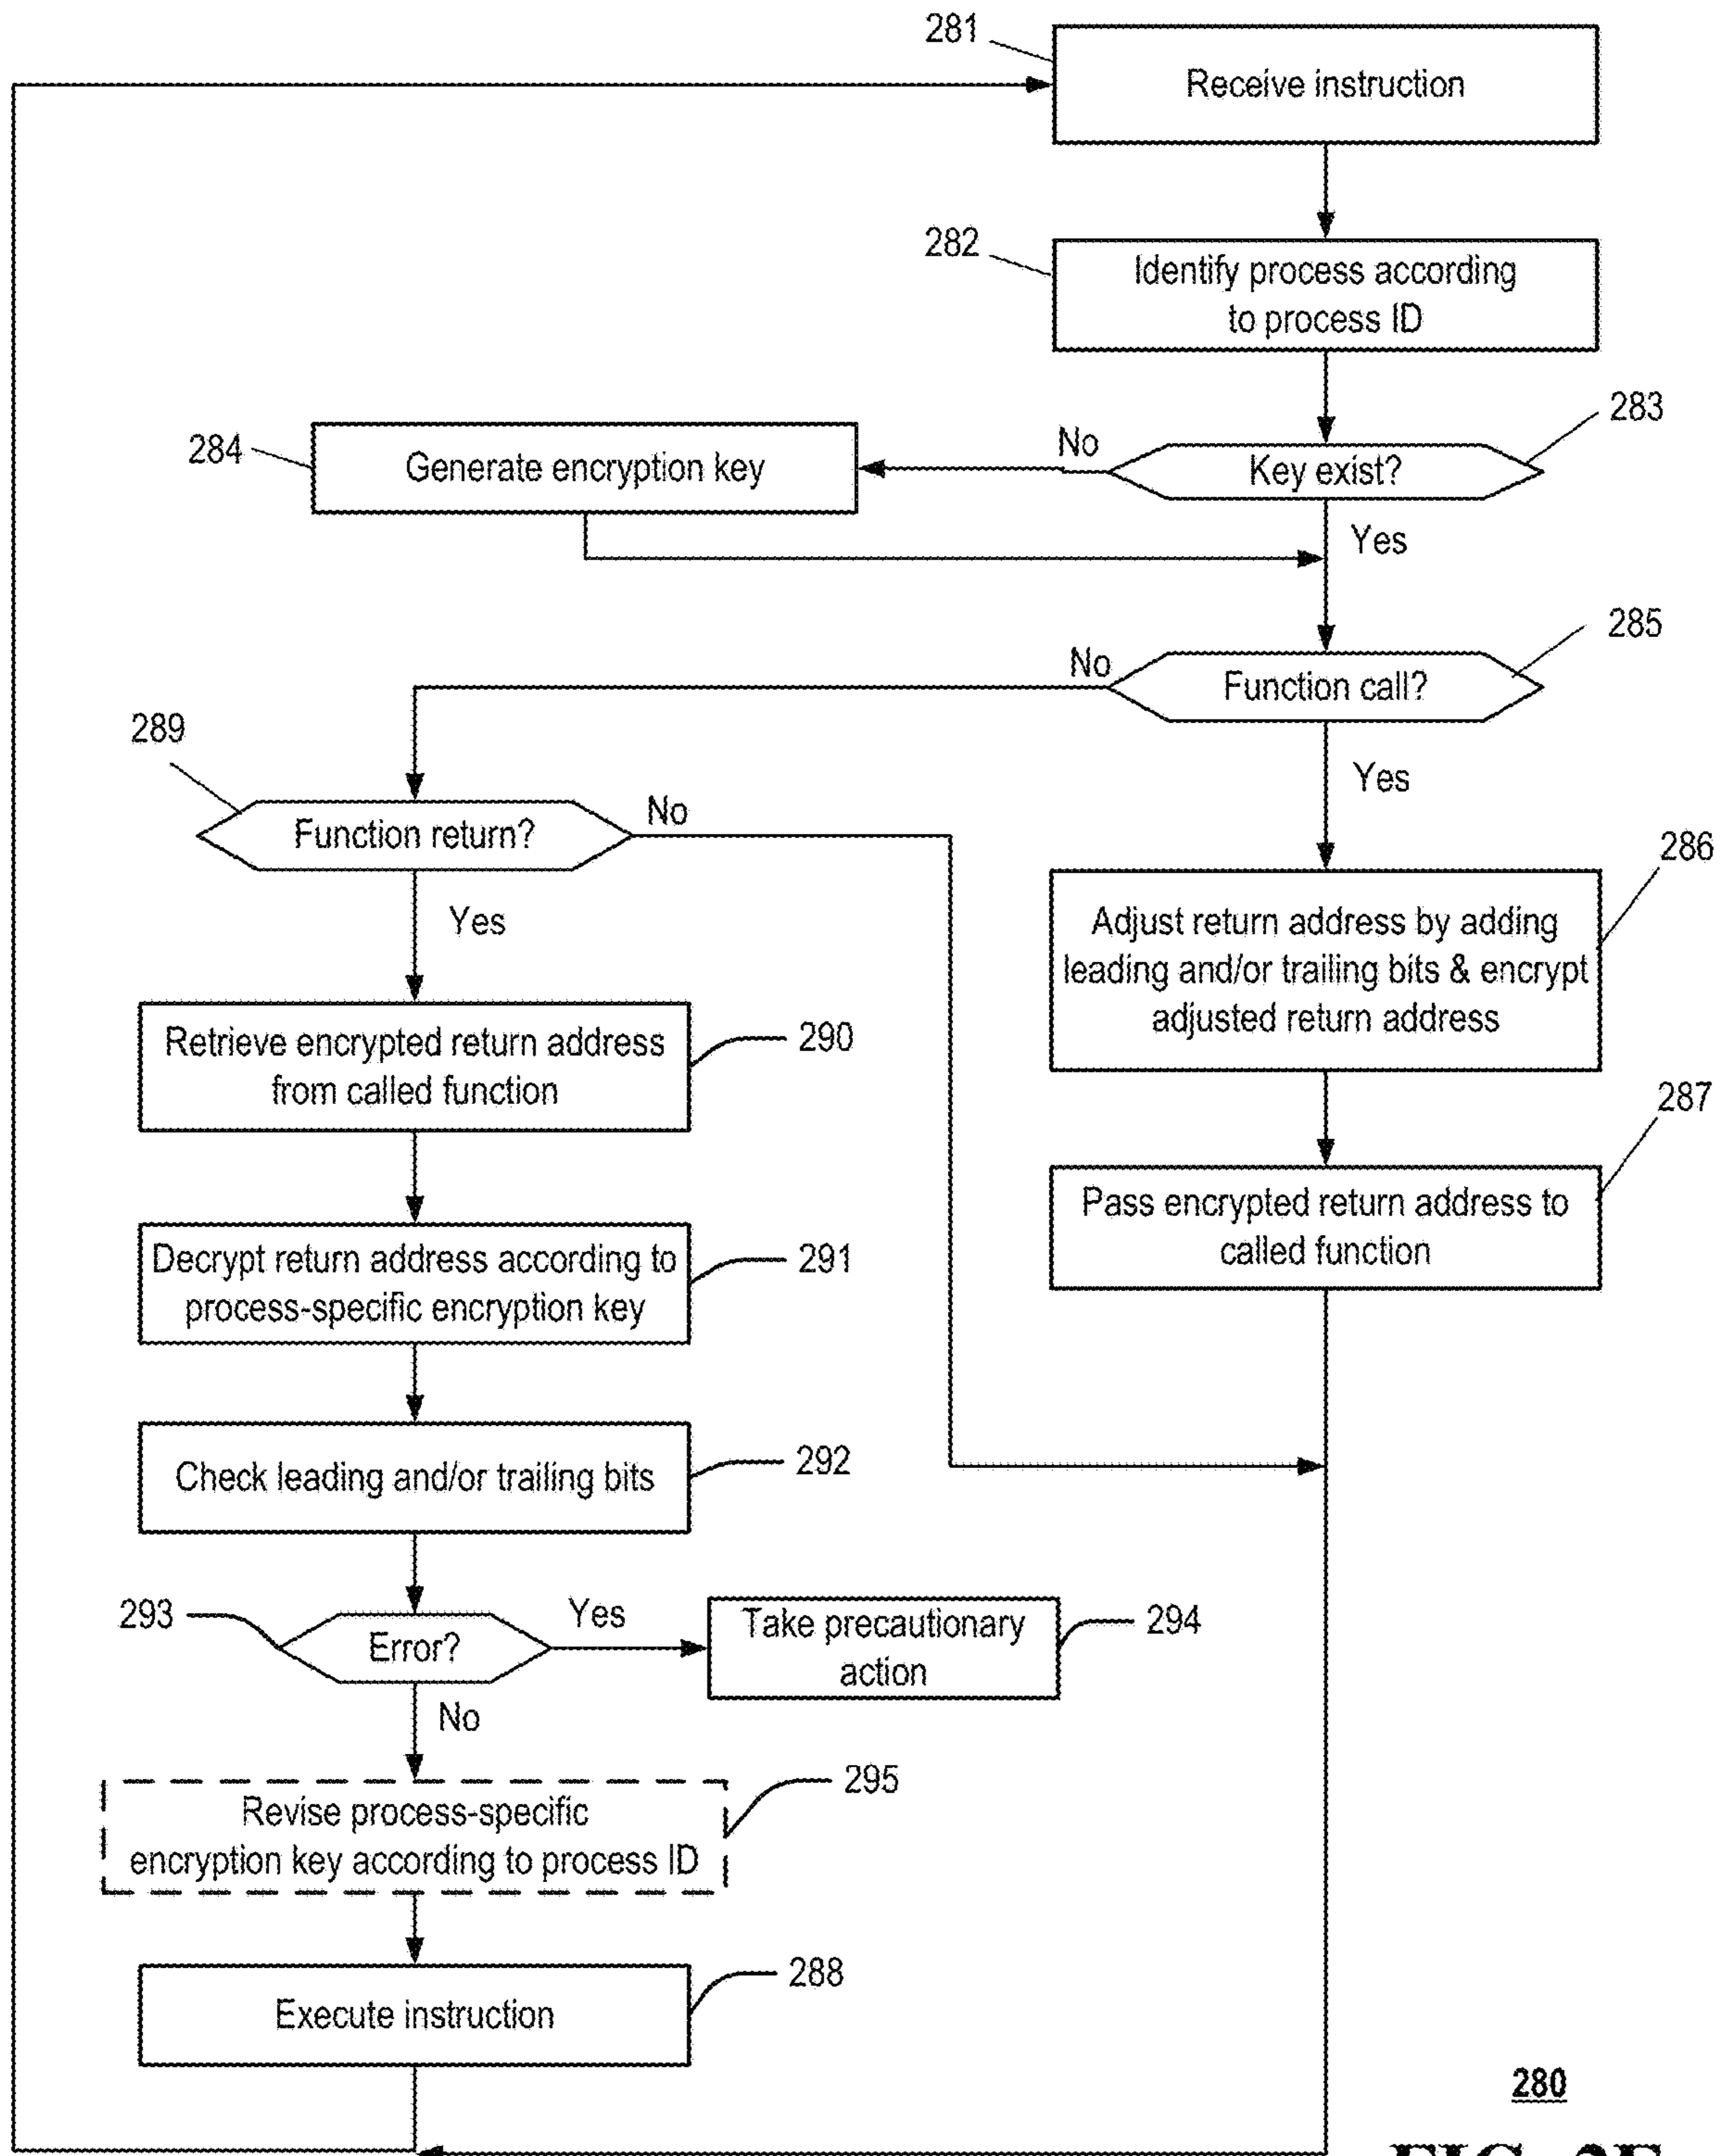 281
Receive instruction
282
Identify process according
to process ID
283
No
Key exist?
284
Generate encryption key
Yes
285
No
Function call?
289
Yes
Function return?
No
286
Yes
Adjust return address by adding
leading and/or trailing bits & encrypt
adjusted return address
Retrieve encrypted return address
from called function
290
287
Pass encrypted return address to
called function
Decrypt return address according to
process-specific encryption key
291
Check leading and/or trailing bits
292
293
Error?
Yes
Take precautionary
action
294
No
Revise process-specific
encryption key according to process ID
295
Execute instruction
288
280